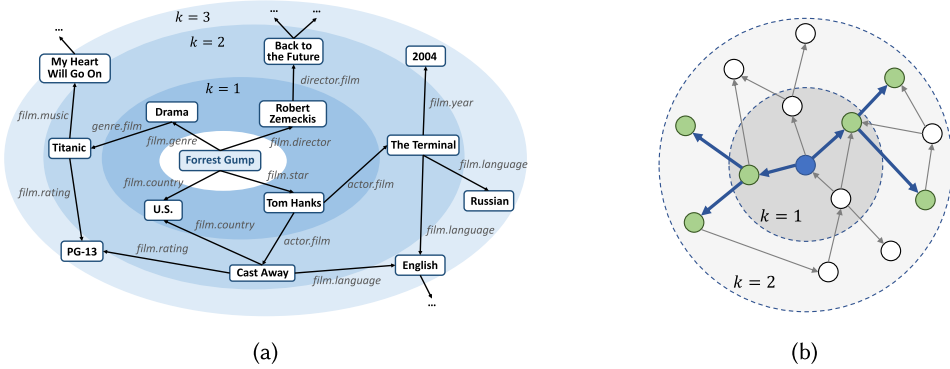 ...
k = 3
... ...
My Heart
Will Go On
k = 2
Back to
the Future
2004
director.film
k = 1
film.year
film.music
Drama
Robert
Zemeckis
genre.film
film.genre
film.director
Titanic
Forrest Gump
The Terminal
film.language
film.rating
film.country
film.star
actor.film
U.S.
Tom Hanks
Russian
film.country
actor.film
film.language
PG-13
film.rating
Cast Away
English
film.language
...
(a)
k = 1
k = 2
(b)